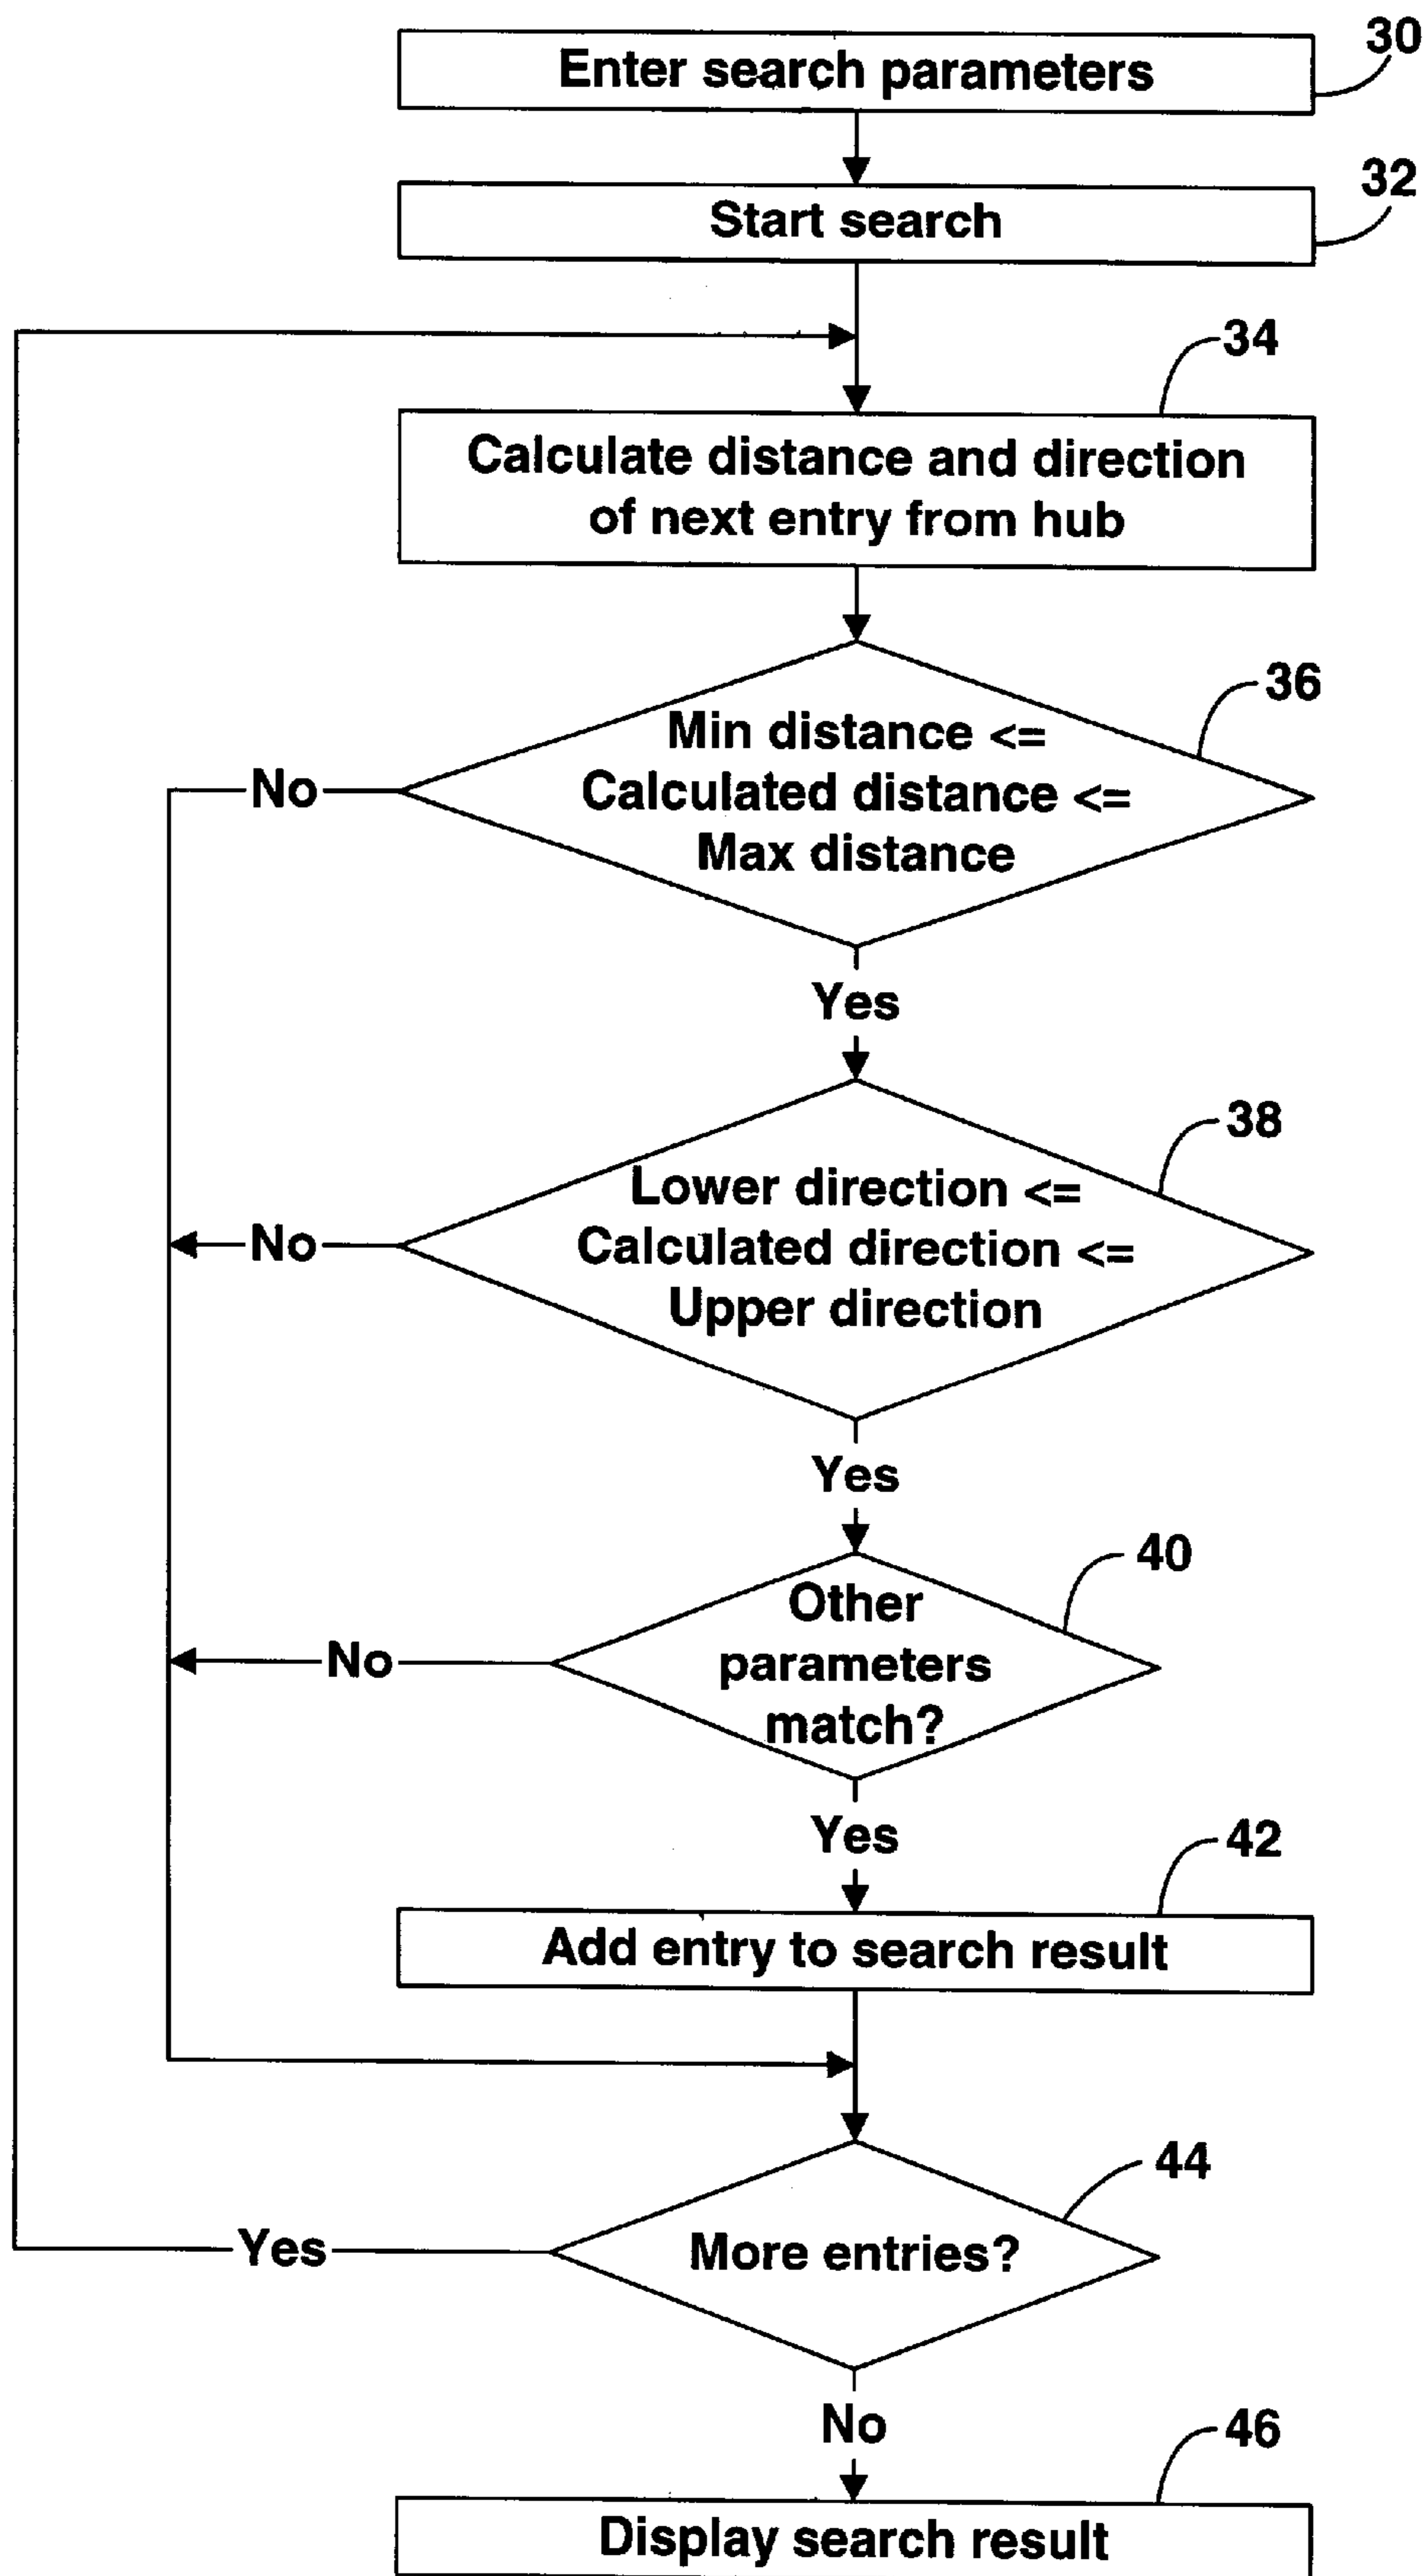 30
Enter search parameters
32
Start search
34
Calculate distance and direction
of next entry from hub
36
Min distance <=
Calculated distance <=
Max distance
No
Yes
38
Lower direction <=
Calculated direction <=
Upper direction
No
Yes
40
Other
parameters
match?
No
Yes
42
Add entry to search result
44
More entries?
Yes
No
46
Display search result